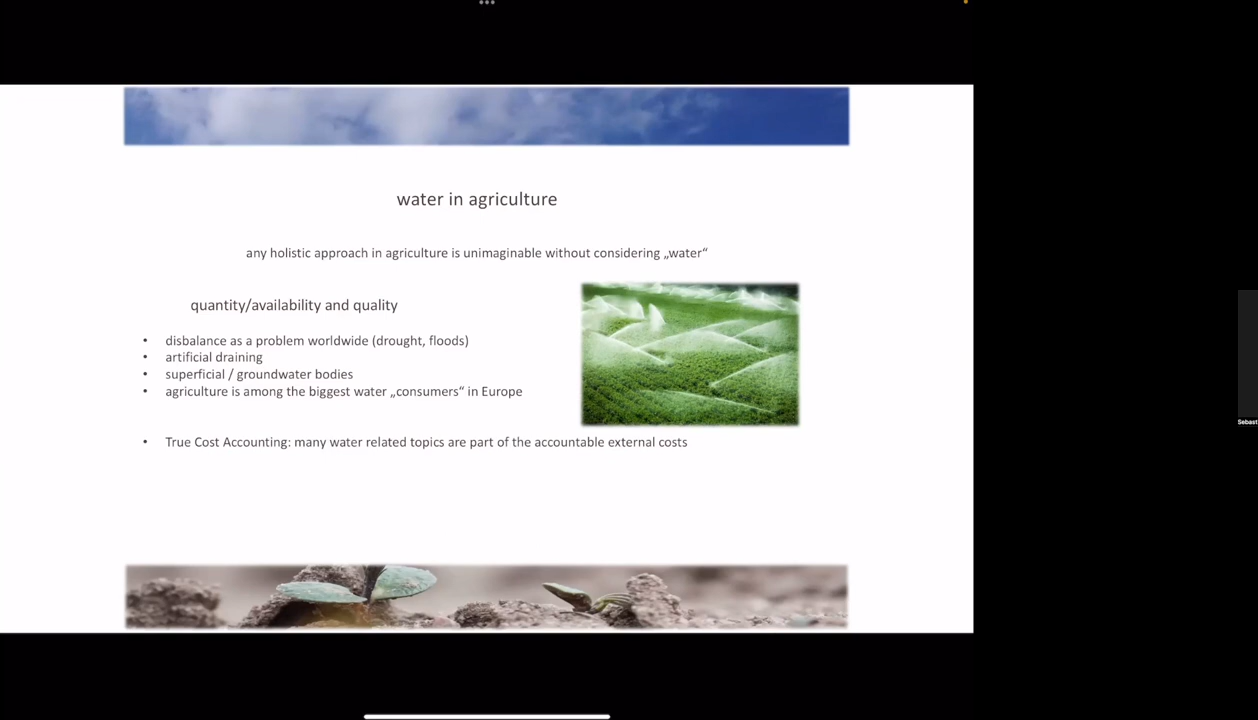 water in agriculture
any holistic approach in agriculture is unimaginable without considering „water“
quantity/availability and quality
• disbalance as a problem worldwide (drought, floods)
• artificial draining
• superficial / groundwater bodies
• agriculture is among the biggest water „consumers“ in Europe
• True Cost Accounting: many water related topics are part of the accountable external costs
Sebast